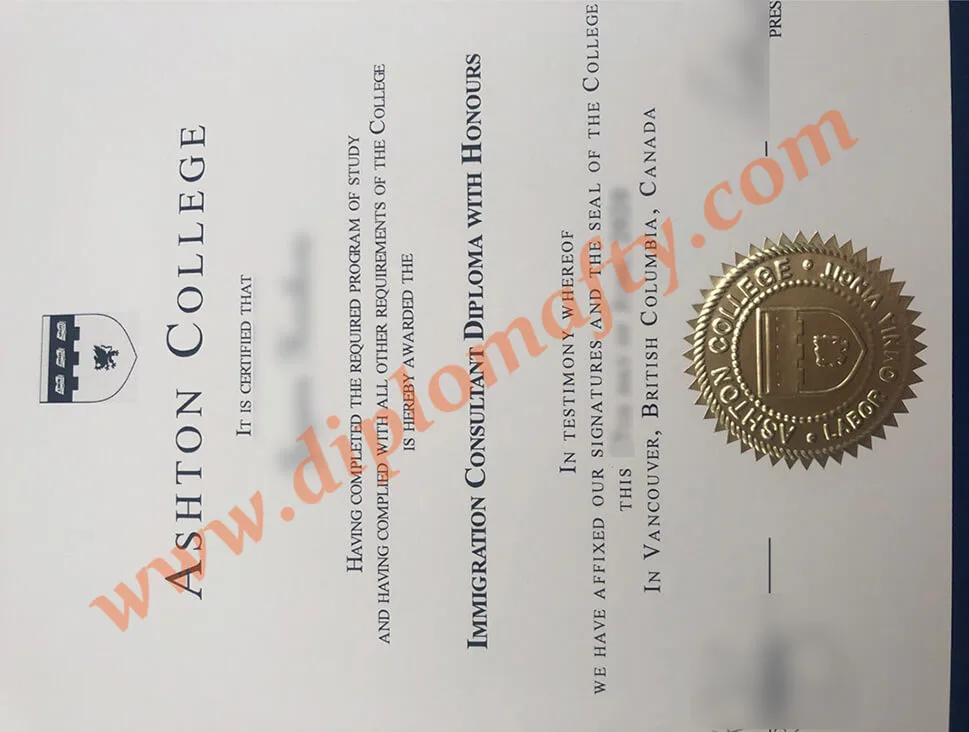 ASHTON COLLEGE
IT IS CERTIFIED THAT
HAVING COMPLETED THE REQUIRED PROGRAM OF STUDY
AND HAVING COMPLIED WITH ALL OTHER REQUIREMENTS OF THE COLLEGE
IS HEREBY AWARDED THE
IMMIGRATION CONSULTANT DIPLOMA WITH HONOURS
IN TESTIMONY WHEREOF
WE HAVE AFFIXED OUR SIGNATURES AND THE SEAL OF THE COLLEGE
THIS
IN VANCOUVER, BRITISH COLUMBIA, CANADA
ASHTON COLLEGE • LABOR OMNIA VINCIT •
PRES
www.diplomafty.com